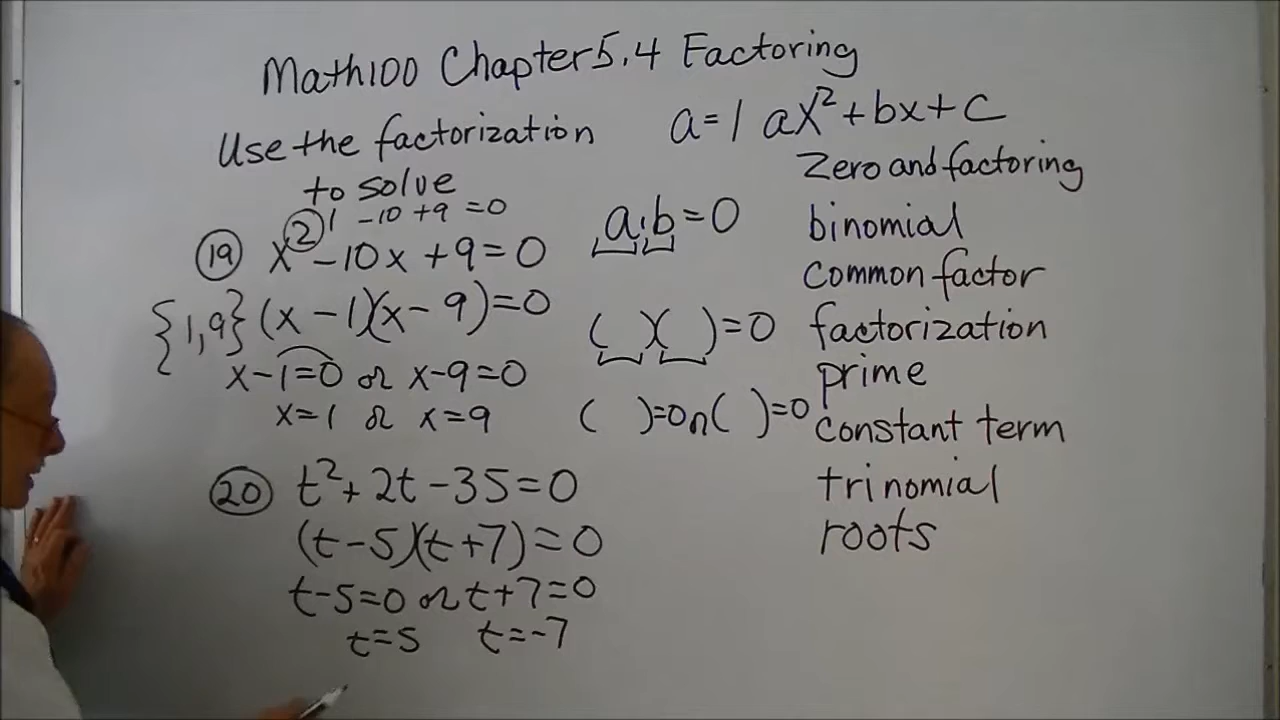 Math100 Chapter 5.4 Factoring
Use the factorization
to solve
a=1 ax²+bx+c
Zero and factoring
binomial
common factor
factorization
prime
constant term
trinomial
roots
1 -10 +9 =0
19 x²-10x+9=0
{1,9} (x-1)(x-9)=0
x-1=0 or x-9=0
x=1 or x=9
a·b=0
( )( )=0
( )=0 or ( )=0
20 t²+2t-35=0
(t-5)(t+7)=0
t-5=0 or t+7=0
t=5 t=-7